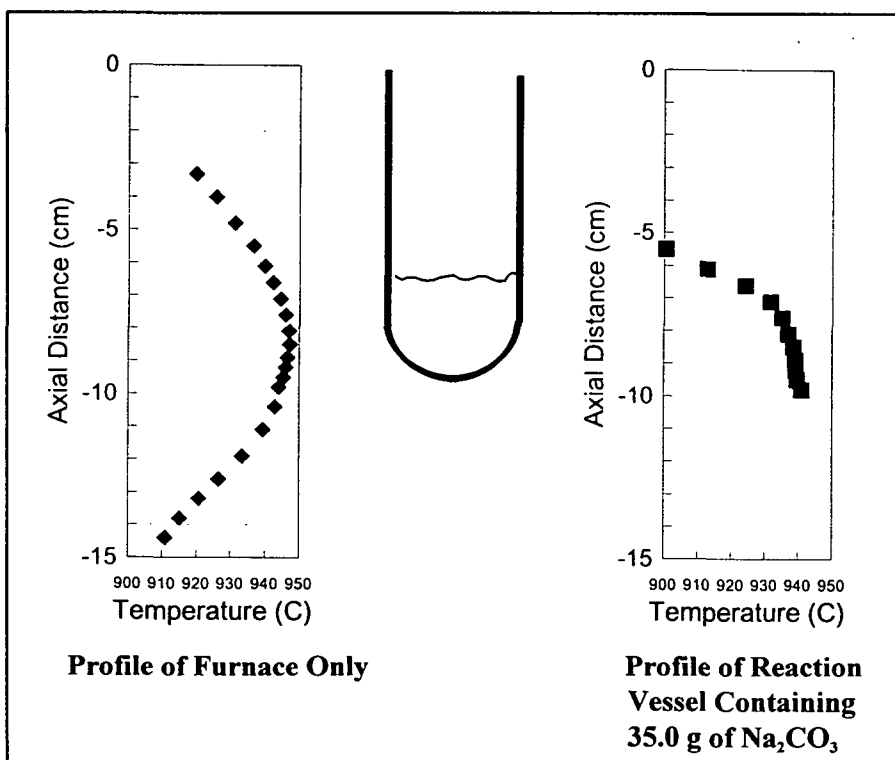 0
-5
-10
-15
Axial Distance (cm)
900 910 920 930 940 950
Temperature (C)
Profile of Furnace Only
0
-5
-10
-15
Axial Distance (cm)
900 910 920 930 940 950
Temperature (C)
Profile of Reaction
Vessel Containing
35.0 g of Na₂CO₃